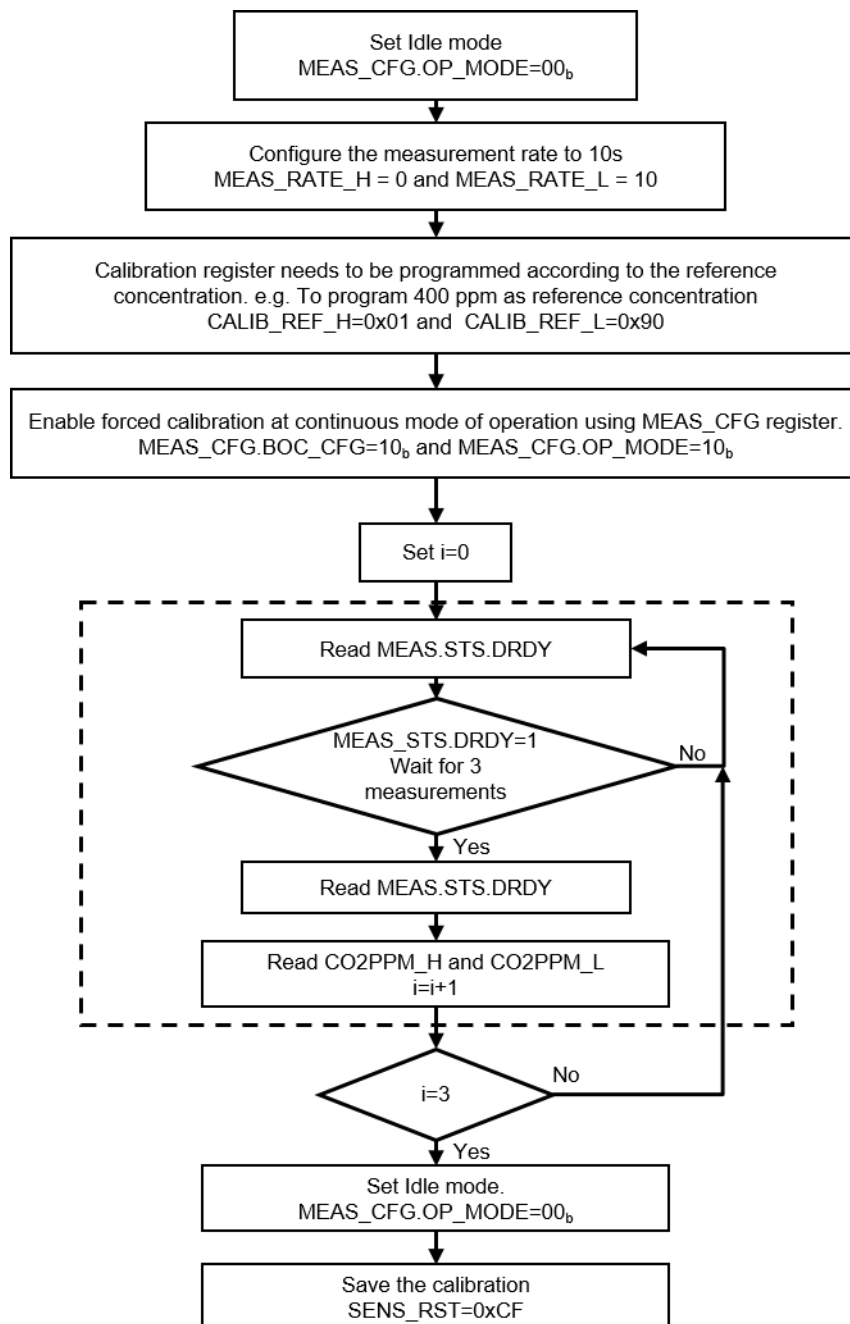 Set Idle mode
MEAS_CFG.OP_MODE=00b
Configure the measurement rate to 10s
MEAS_RATE_H = 0 and MEAS_RATE_L = 10
Calibration register needs to be programmed according to the reference
concentration. e.g. To program 400 ppm as reference concentration
CALIB_REF_H=0x01 and CALIB_REF_L=0x90
Enable forced calibration at continuous mode of operation using MEAS_CFG register.
MEAS_CFG.BOC_CFG=10b and MEAS_CFG.OP_MODE=10b
Set i=0
Read MEAS.STS.DRDY
MEAS_STS.DRDY=1
Wait for 3
measurements
No
Yes
Read MEAS.STS.DRDY
Read CO2PPM_H and CO2PPM_L
i=i+1
i=3
No
Yes
Set Idle mode.
MEAS_CFG.OP_MODE=00b
Save the calibration
SENS_RST=0xCF